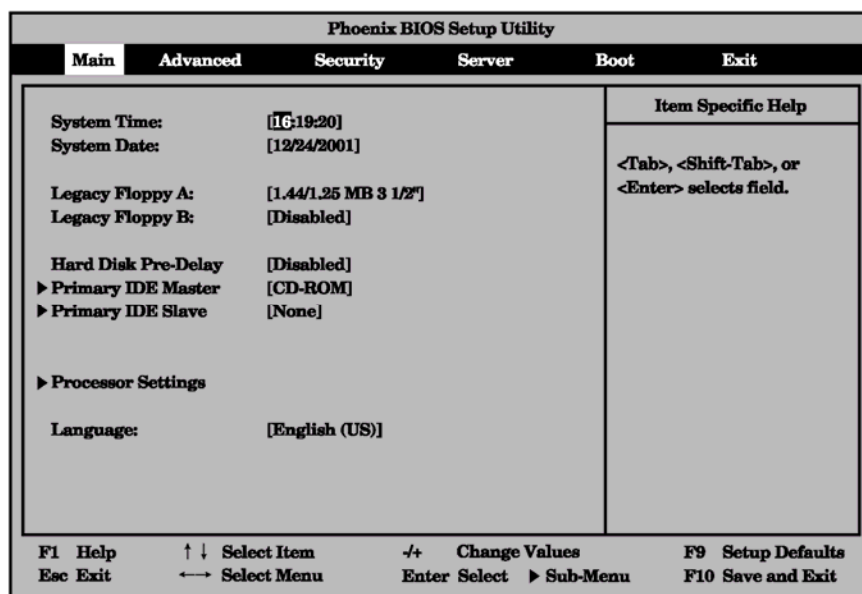 Phoenix BIOS Setup Utility
Main Advanced Security Server Boot Exit
System Time: [16:19:20]
System Date: [12/24/2001]
Legacy Floppy A: [1.44/1.25 MB 3 1/2"]
Legacy Floppy B: [Disabled]
Hard Disk Pre-Delay [Disabled]
▶ Primary IDE Master [CD-ROM]
▶ Primary IDE Slave [None]
▶ Processor Settings
Language: [English (US)]
Item Specific Help
<Tab>, <Shift-Tab>, or
<Enter> selects field.
F1 Help ↑ ↓ Select Item -/+ Change Values F9 Setup Defaults
Esc Exit ←→ Select Menu Enter Select ▶ Sub-Menu F10 Save and Exit